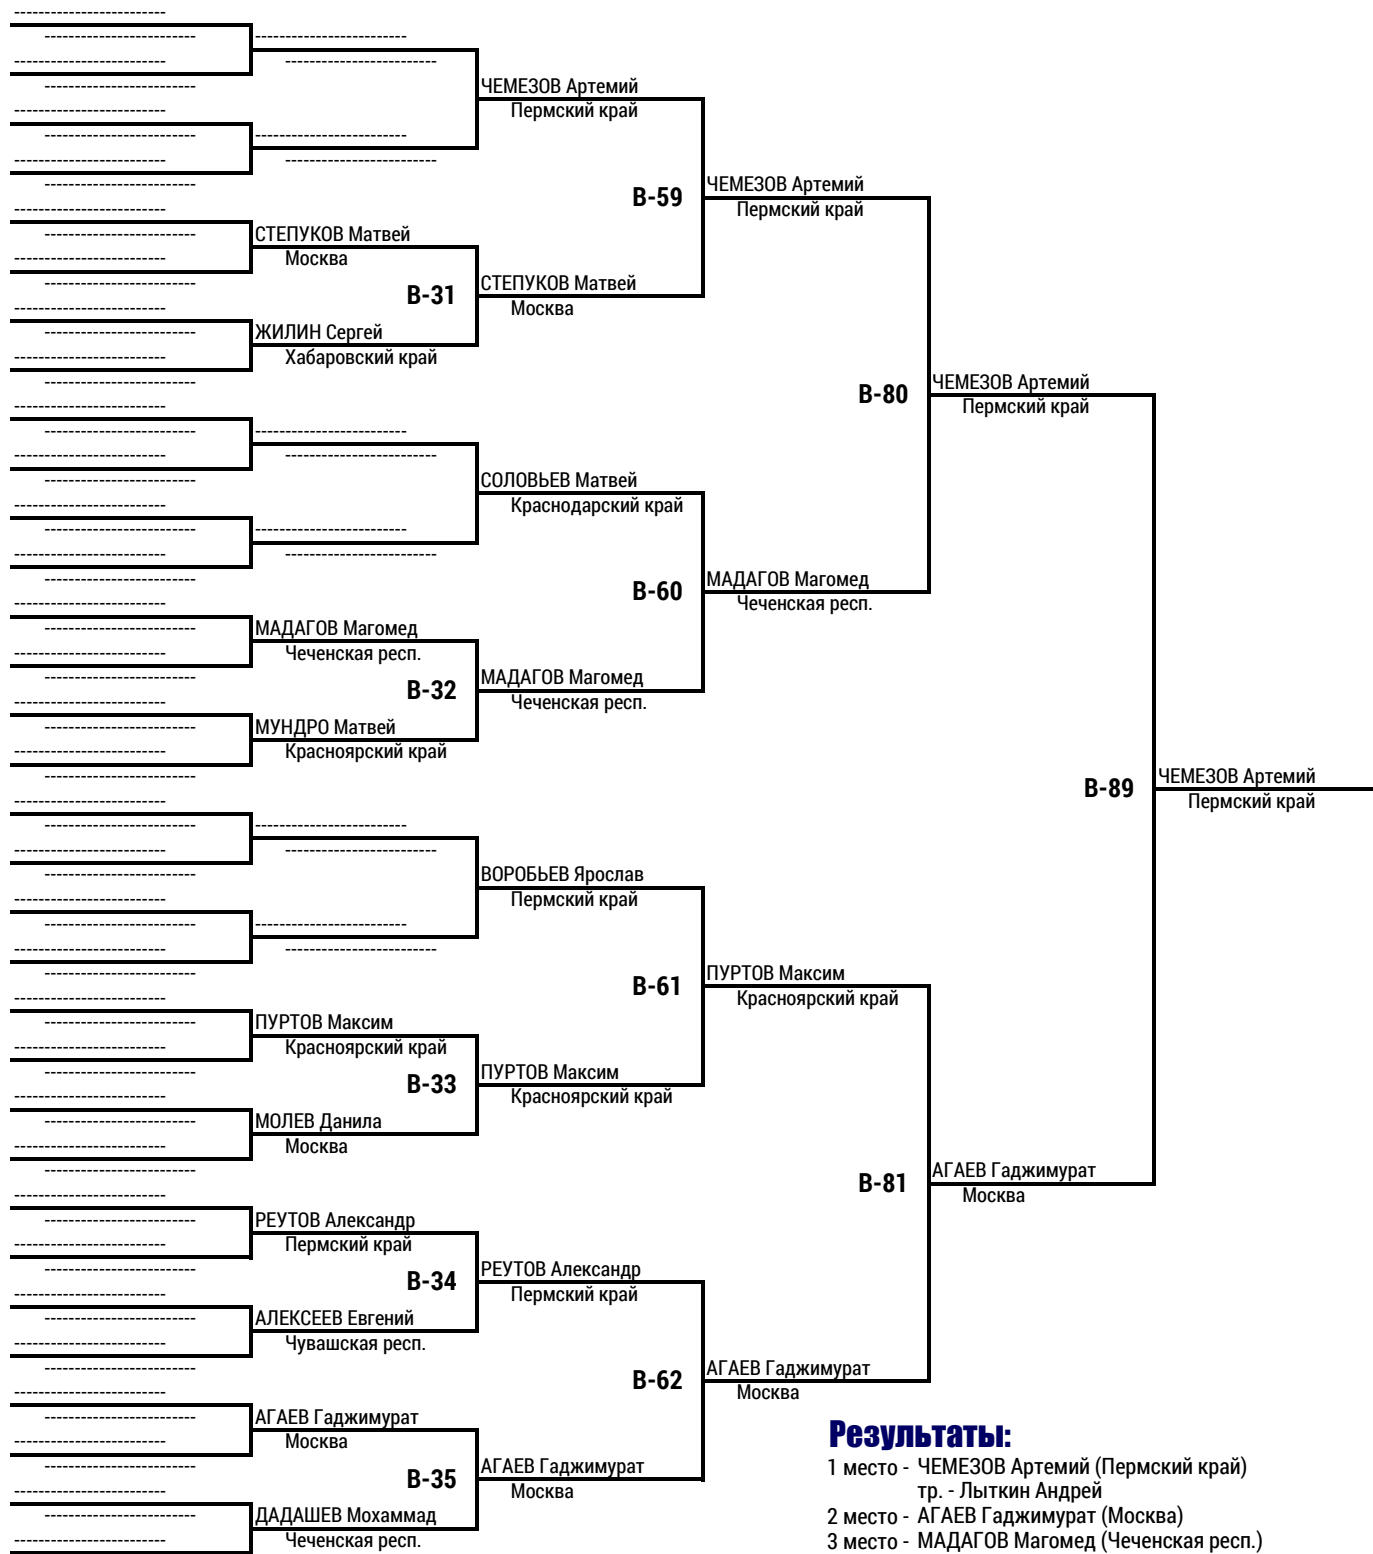 СТЕПУКОВ Матвей
Москва
В-31
ЖИЛИН Сергей
Хабаровский край
МАДАГОВ Магомед
Чеченская респ.
В-32
МУНДРО Матвей
Красноярский край
ПУРТОВ Максим
Красноярский край
В-33
МОЛЕВ Данила
Москва
РЕУТОВ Александр
Пермский край
В-34
АЛЕКСЕЕВ Евгений
Чувашская респ.
АГАЕВ Гаджимурат
Москва
В-35
ДАДАШЕВ Мохаммад
Чеченская респ.
ЧЕМЕЗОВ Артемий
Пермский край
В-59
СТЕПУКОВ Матвей
Москва
СОЛОВЬЕВ Матвей
Краснодарский край
В-60
МАДАГОВ Магомед
Чеченская респ.
ВОРОБЬЕВ Ярослав
Пермский край
В-61
ПУРТОВ Максим
Красноярский край
РЕУТОВ Александр
Пермский край
В-62
АГАЕВ Гаджимурат
Москва
ЧЕМЕЗОВ Артемий
Пермский край
В-80
МАДАГОВ Магомед
Чеченская респ.
ПУРТОВ Максим
Красноярский край
В-81
АГАЕВ Гаджимурат
Москва
ЧЕМЕЗОВ Артемий
Пермский край
В-89
АГАЕВ Гаджимурат
Москва
ЧЕМЕЗОВ Артемий
Пермский край
Результаты:
1 место - ЧЕМЕЗОВ Артемий (Пермский край)
тр. - Лыткин Андрей
2 место - АГАЕВ Гаджимурат (Москва)
3 место - МАДАГОВ Магомед (Чеченская респ.)